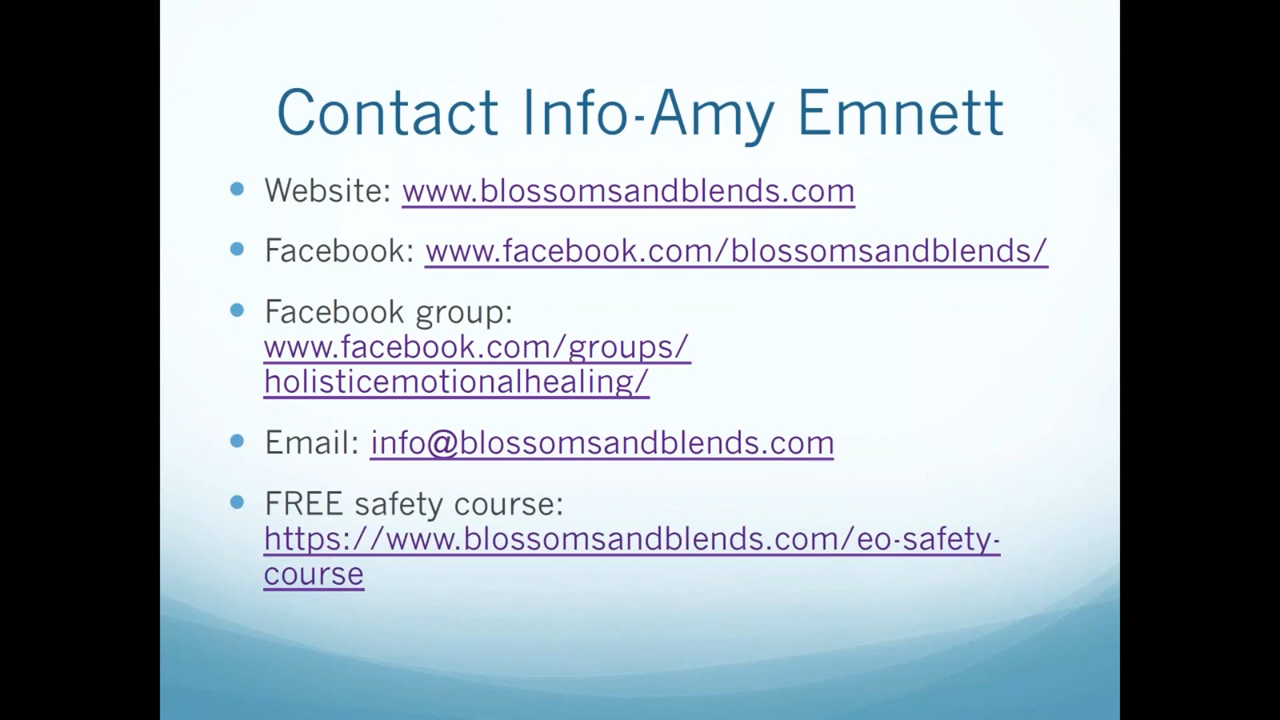 Contact Info-Amy Emnett
Website: www.blossomsandblends.com
Facebook: www.facebook.com/blossomsandblends/
Facebook group:
www.facebook.com/groups/
holisticemotionalhealing/
Email: info@blossomsandblends.com
FREE safety course:
https://www.blossomsandblends.com/eo-safety-
course